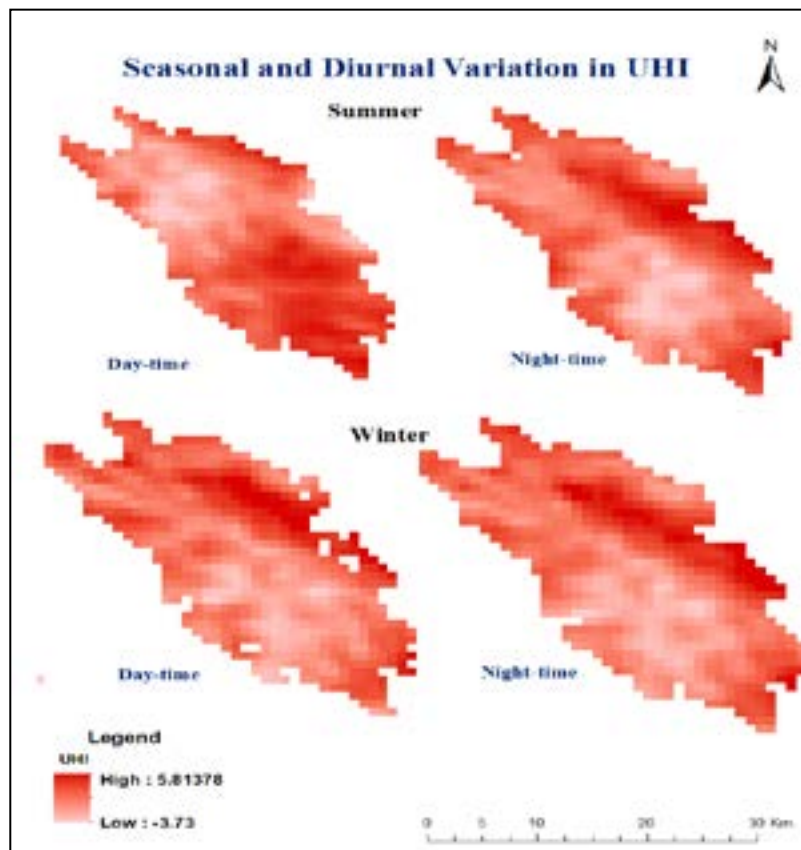 N
Seasonal and Diurnal Variation in UHI
Summer
Day-time
Night-time
Winter
Day-time
Night-time
Legend
UHI
High : 5.81378
Low : -3.73
0 5 10 20 30 Km